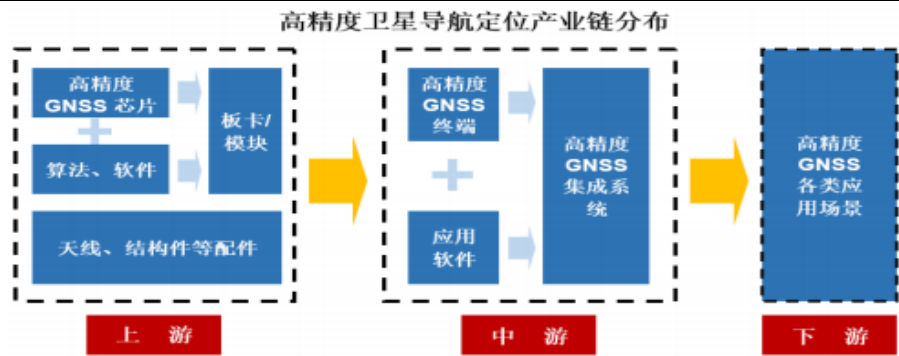 高精度卫星导航定位产业链分布
高精度
GNSS 芯片
算法、软件
板卡/
模块
天线、结构件等配件
高精度
GNSS
终端
应用
软件
高精度
GNSS
集成系
统
高精度
GNSS
各类应
用场景
上 游
中 游
下 游